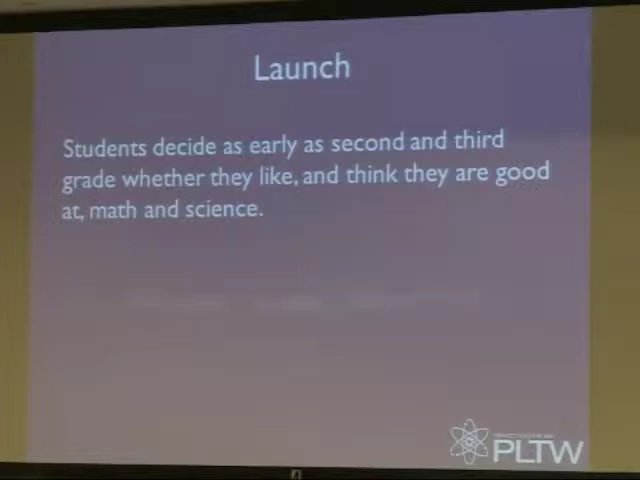 Launch
Students decide as early as second and third
grade whether they like, and think they are good
at, math and science.
PLTW